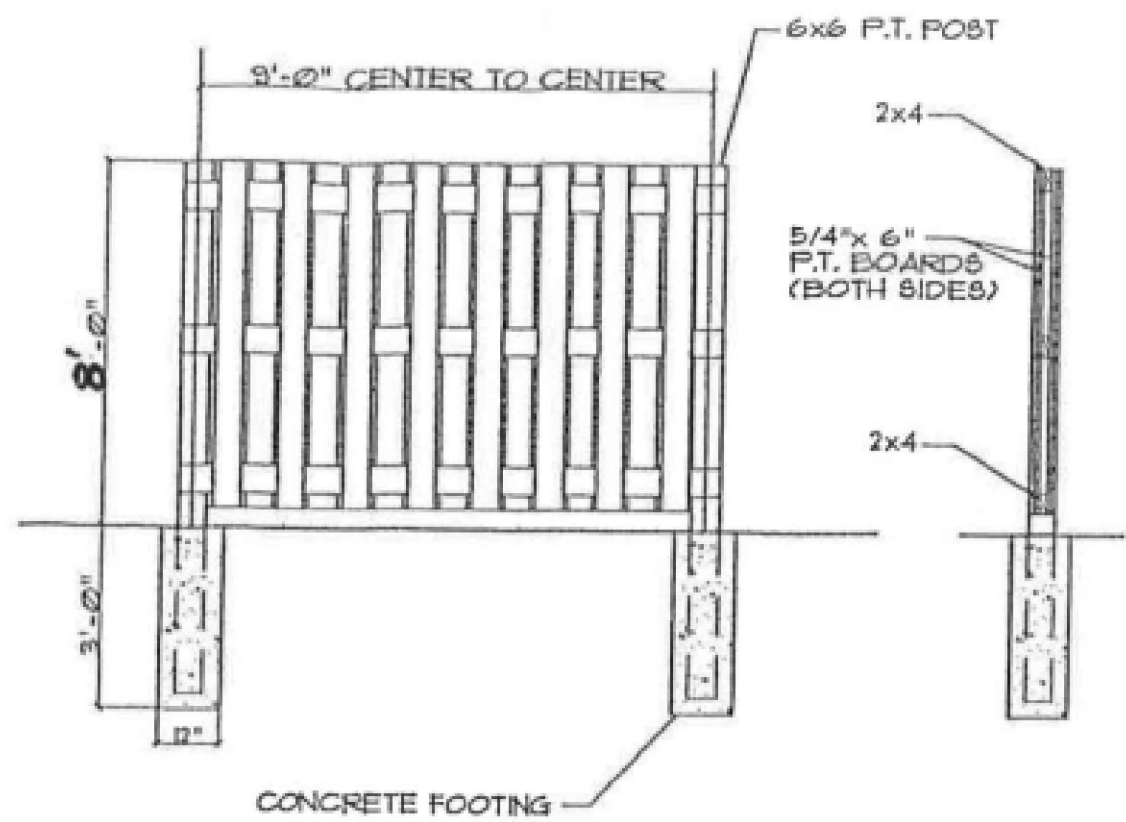 6x6 P.T. POST
9'-0" CENTER TO CENTER
2x4
5/4"x 6"
P.T. BOARDS
(BOTH SIDES)
8'-0"
2x4
3'-0"
12"
CONCRETE FOOTING